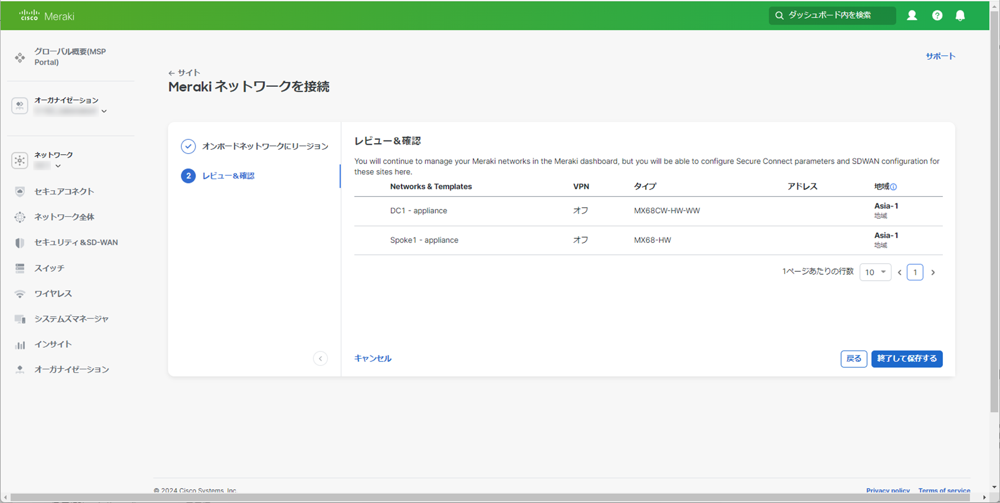 CISCO Meraki
ダッシュボード内を検索
グローバル概要(MSP
Portal)
サポート
← サイト
Meraki ネットワークを接続
オーガナイゼーション
ネットワーク
オンボードネットワークにリージョン
2 レビュー＆確認
レビュー＆確認
You will continue to manage your Meraki networks in the Meraki dashboard, but you will be able to configure Secure Connect parameters and SDWAN configuration for
these sites here.
Networks & Templates VPN タイプ アドレス 地域
DC1 - appliance オフ MX68CW-HW-WW Asia-1
地域
Spoke1 - appliance オフ MX68-HW Asia-1
地域
1ページあたりの行数 10 1
キャンセル 戻る 終了して保存する
セキュアコネクト
ネットワーク全体
セキュリティ＆SD-WAN
スイッチ
ワイヤレス
システムズマネージャ
インサイト
オーガナイゼーション
© 2024 Cisco Systems, Inc.
Privacy policy Terms of service